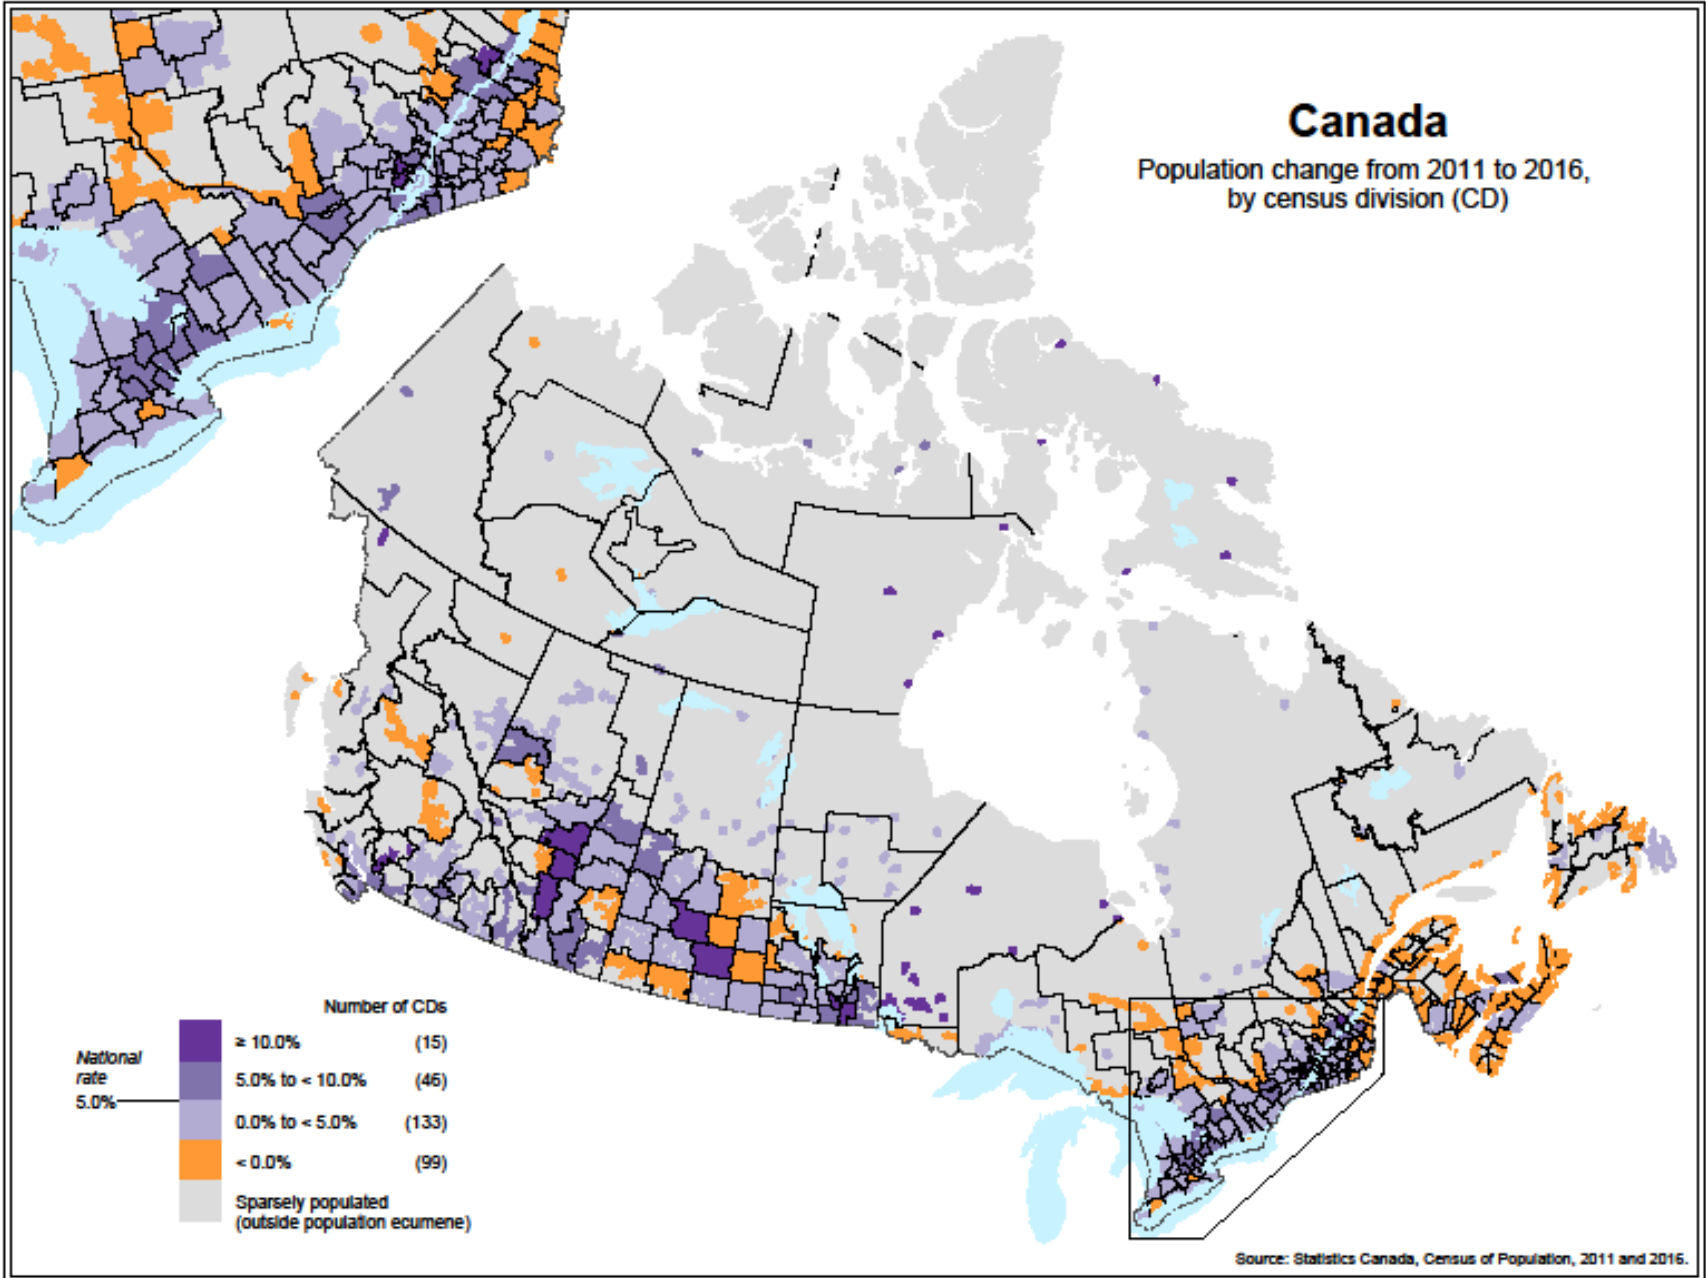 Canada
Population change from 2011 to 2016,
by census division (CD)
Number of CDs
≥ 10.0% (15)
5.0% to < 10.0% (46)
0.0% to < 5.0% (133)
< 0.0% (99)
Sparsely populated
(outside population ecumene)
National
rate
5.0%
Source: Statistics Canada, Census of Population, 2011 and 2016.